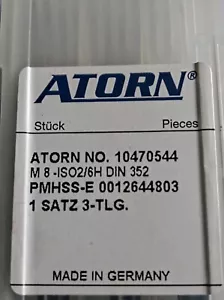 ATORN®
Stück Pieces
ATORN NO. 10470544
M 8 -ISO2/6H DIN 352
PMHSS-E 0012644803
1 SATZ 3-TLG.
MADE IN GERMANY